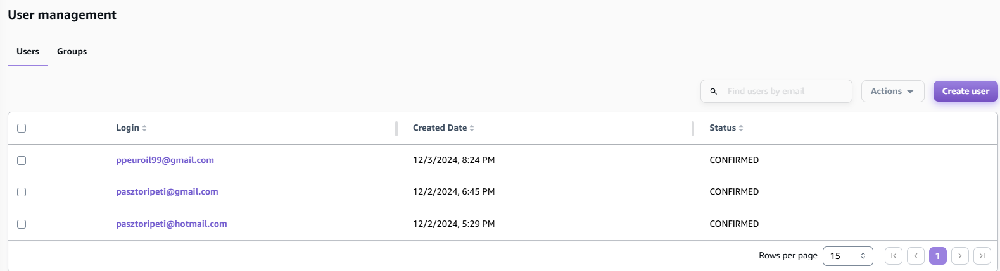 User management
Users Groups
Find users by email Actions Create user
Login Created Date Status
ppeuroil99@gmail.com 12/3/2024, 8:24 PM CONFIRMED
pasztoripeti@gmail.com 12/2/2024, 6:45 PM CONFIRMED
pasztoripeti@hotmail.com 12/2/2024, 5:29 PM CONFIRMED
Rows per page 15 1